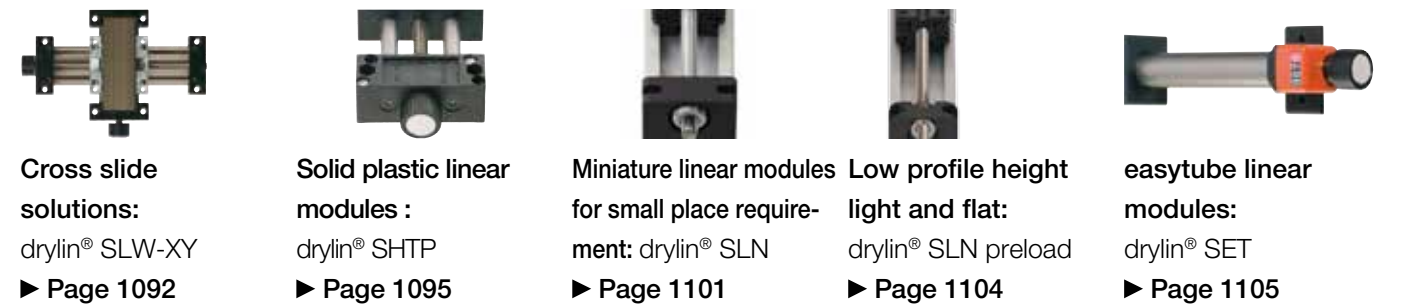 Cross slide
solutions:
drylin® SLW-XY
► Page 1092
Solid plastic linear
modules :
drylin® SHTP
► Page 1095
Miniature linear modules
for small place require-
ment: drylin® SLN
► Page 1101
Low profile height
light and flat:
drylin® SLN preload
► Page 1104
easytube linear
modules:
drylin® SET
► Page 1105